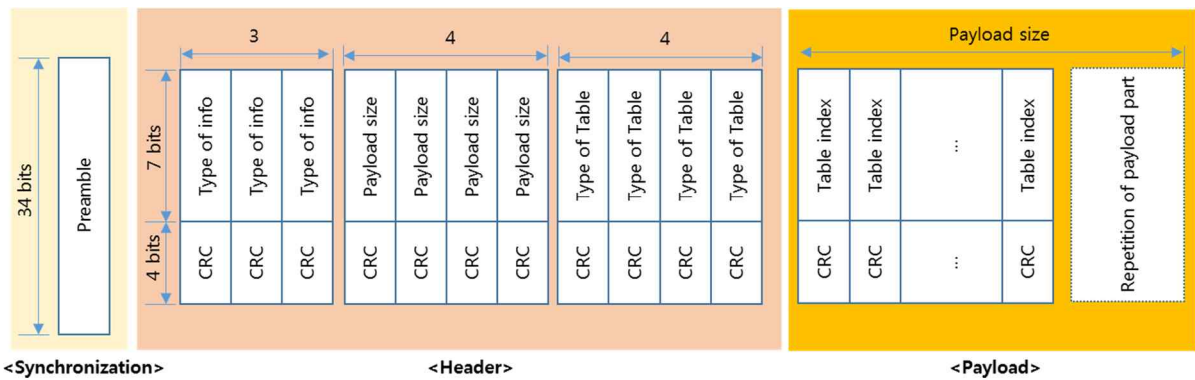 3
4
4
Payload size
34 bits
Preamble
7 bits
4 bits
Type of info
Type of info
Type of info
CRC
CRC
CRC
Payload size
Payload size
Payload size
Payload size
CRC
CRC
CRC
CRC
Type of Table
Type of Table
Type of Table
Type of Table
CRC
CRC
CRC
CRC
Table index
Table index
...
Table index
CRC
CRC
...
CRC
Repetition of payload part
<Synchronization>
<Header>
<Payload>